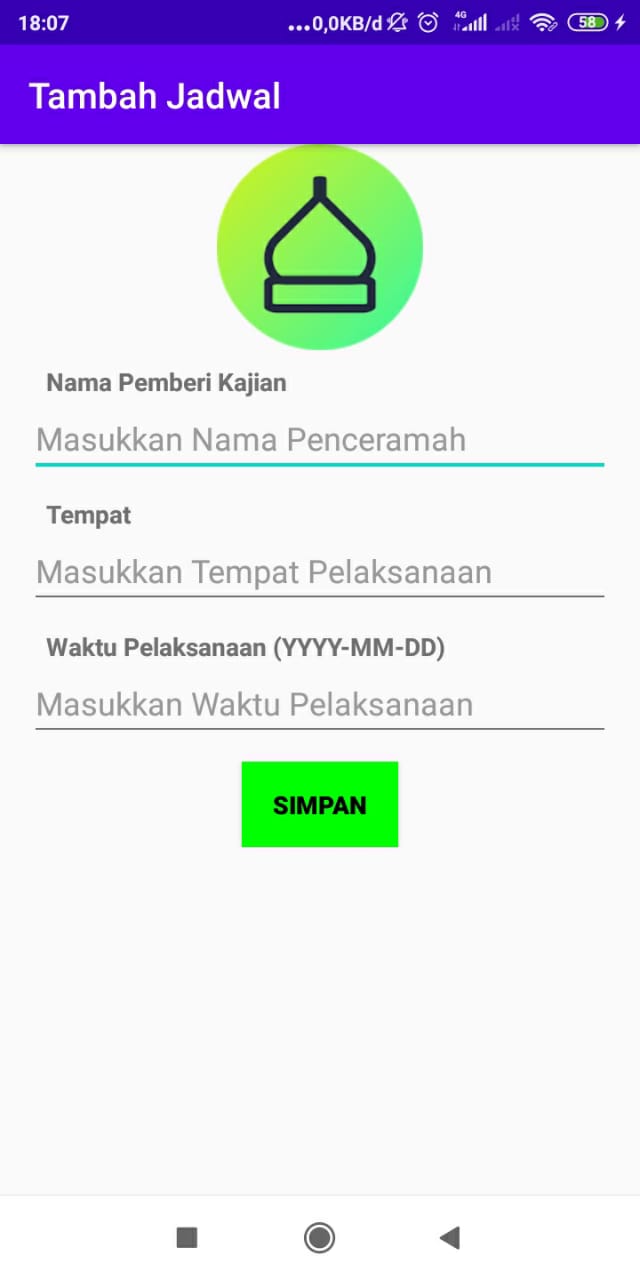 18:07 ...0,0KB/d 4G 58
Tambah Jadwal
Nama Pemberi Kajian
Masukkan Nama Penceramah
Tempat
Masukkan Tempat Pelaksanaan
Waktu Pelaksanaan (YYYY-MM-DD)
Masukkan Waktu Pelaksanaan
SIMPAN